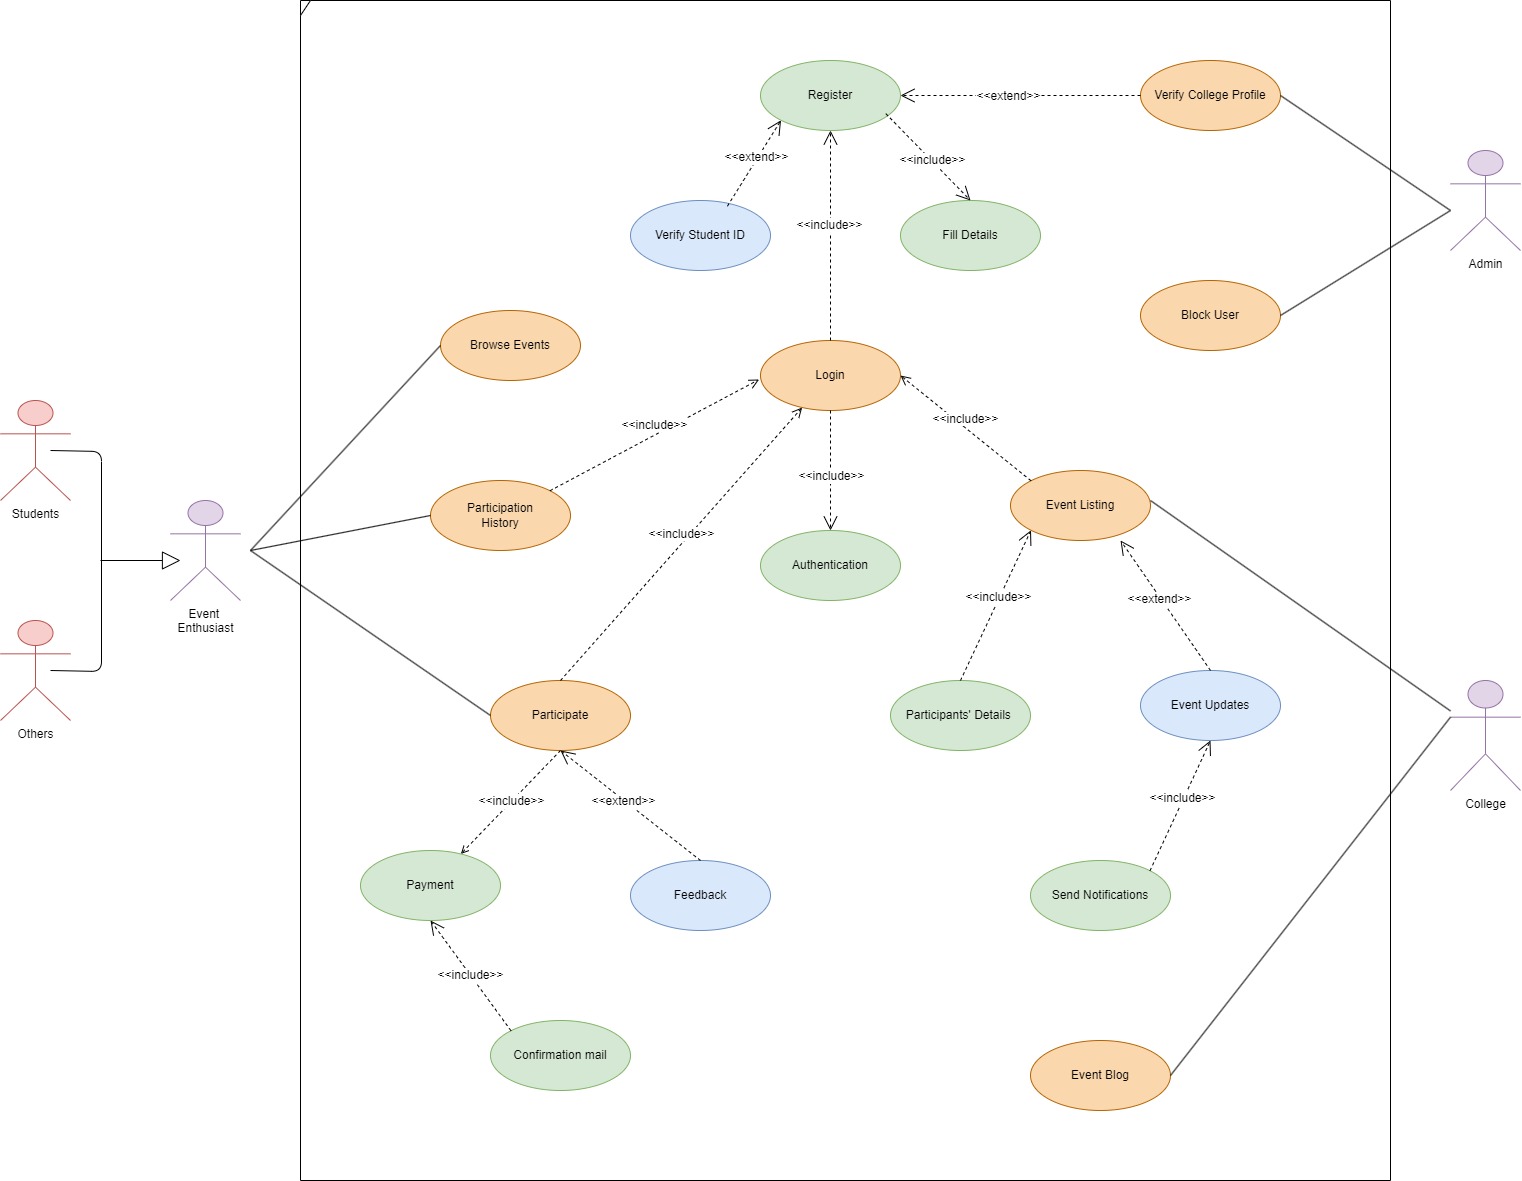 Register
<<extend>>
Verify College Profile
<<extend>>
<<include>>
Verify Student ID
<<include>>
Fill Details
Admin
Block User
Browse Events
Login
<<include>>
<<include>>
<<include>>
Participation
History
Event Listing
Students
<<include>>
Authentication
<<include>>
<<extend>>
Event
Enthusiast
Others
Participate
Participants' Details
Event Updates
<<include>>
<<extend>>
<<include>>
College
Payment
Feedback
Send Notifications
<<include>>
Confirmation mail
Event Blog